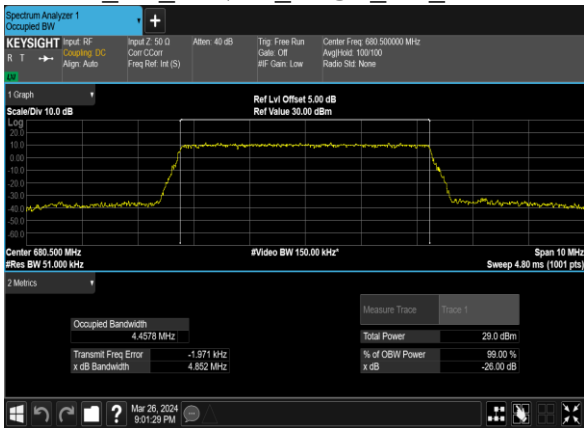 Spectrum Analyzer 1
Occupied BW
+
KEYSIGHT Input: RF Input Z: 50 Ω Atten: 40 dB Trig: Free Run Center Freq: 680.500000 MHz
R T Coupling: DC Corr CCorr Gate: Off Avg|Hold: 100/100
Align: Auto Freq Ref: Int (S) #IF Gain: Low Radio Std: None
LV
1 Graph
Ref Lvl Offset 5.00 dB
Scale/Div 10.0 dB Ref Value 30.00 dBm
Log
20.0
10.0
0.00
-10.0
-20.0
-30.0
-40.0
-50.0
-60.0
Center 680.500 MHz #Video BW 150.00 kHz* Span 10 MHz
#Res BW 51.000 kHz Sweep 4.80 ms (1001 pts)
2 Metrics
Measure Trace Trace 1
Occupied Bandwidth
4.4578 MHz Total Power 29.0 dBm
Transmit Freq Error -1.971 kHz % of OBW Power 99.00 %
x dB Bandwidth 4.852 MHz x dB -26.00 dB
? Mar 26, 2024
9:01:29 PM